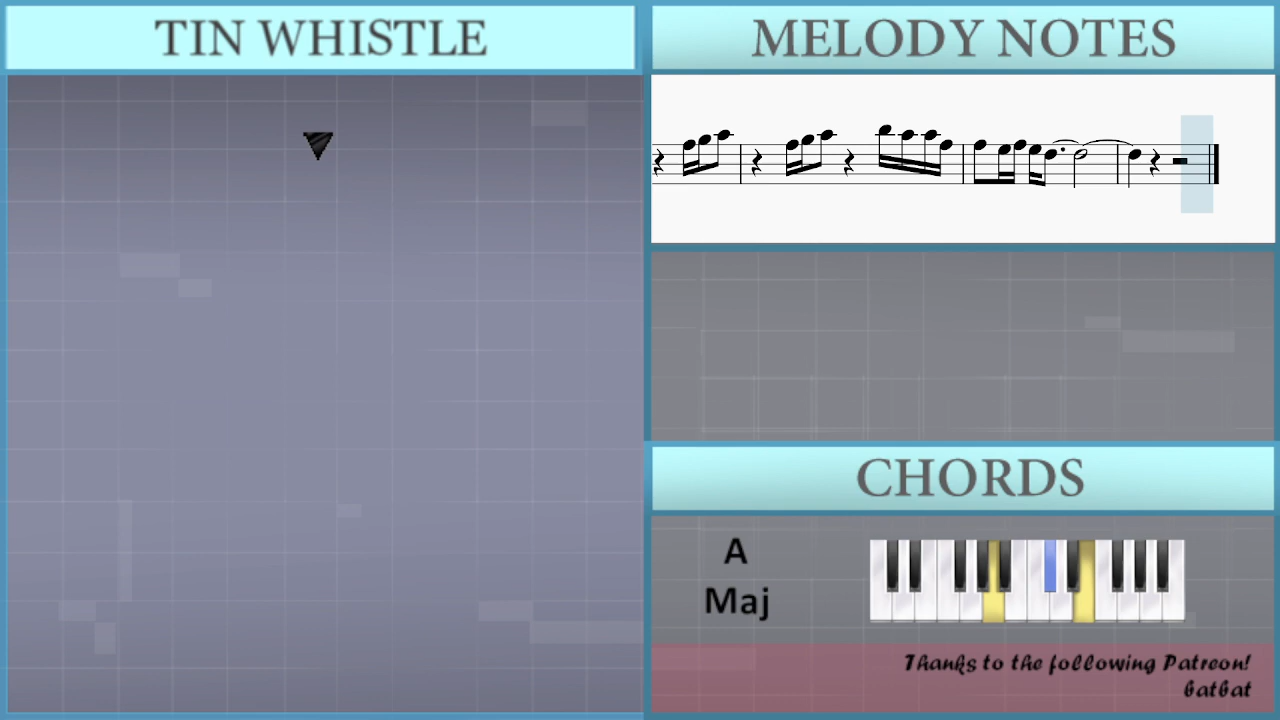 TIN WHISTLE
MELODY NOTES
CHORDS
A
Maj
Thanks to the following Patreon!
batbat